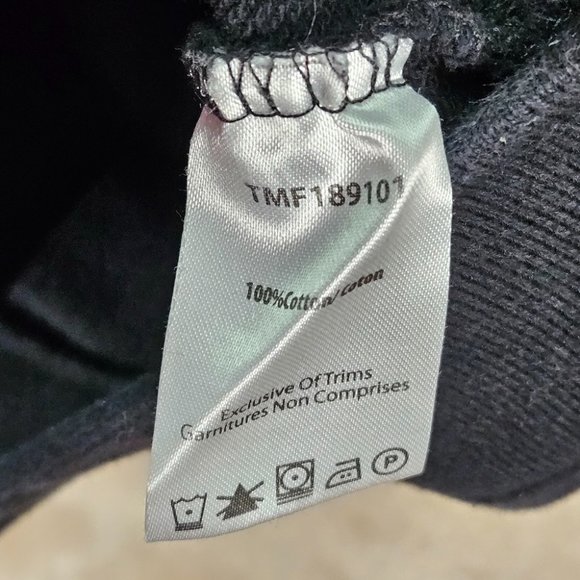 TMF189101
100%Cotton/coton
Exclusive Of Trims
Garnitures Non Comprises
P